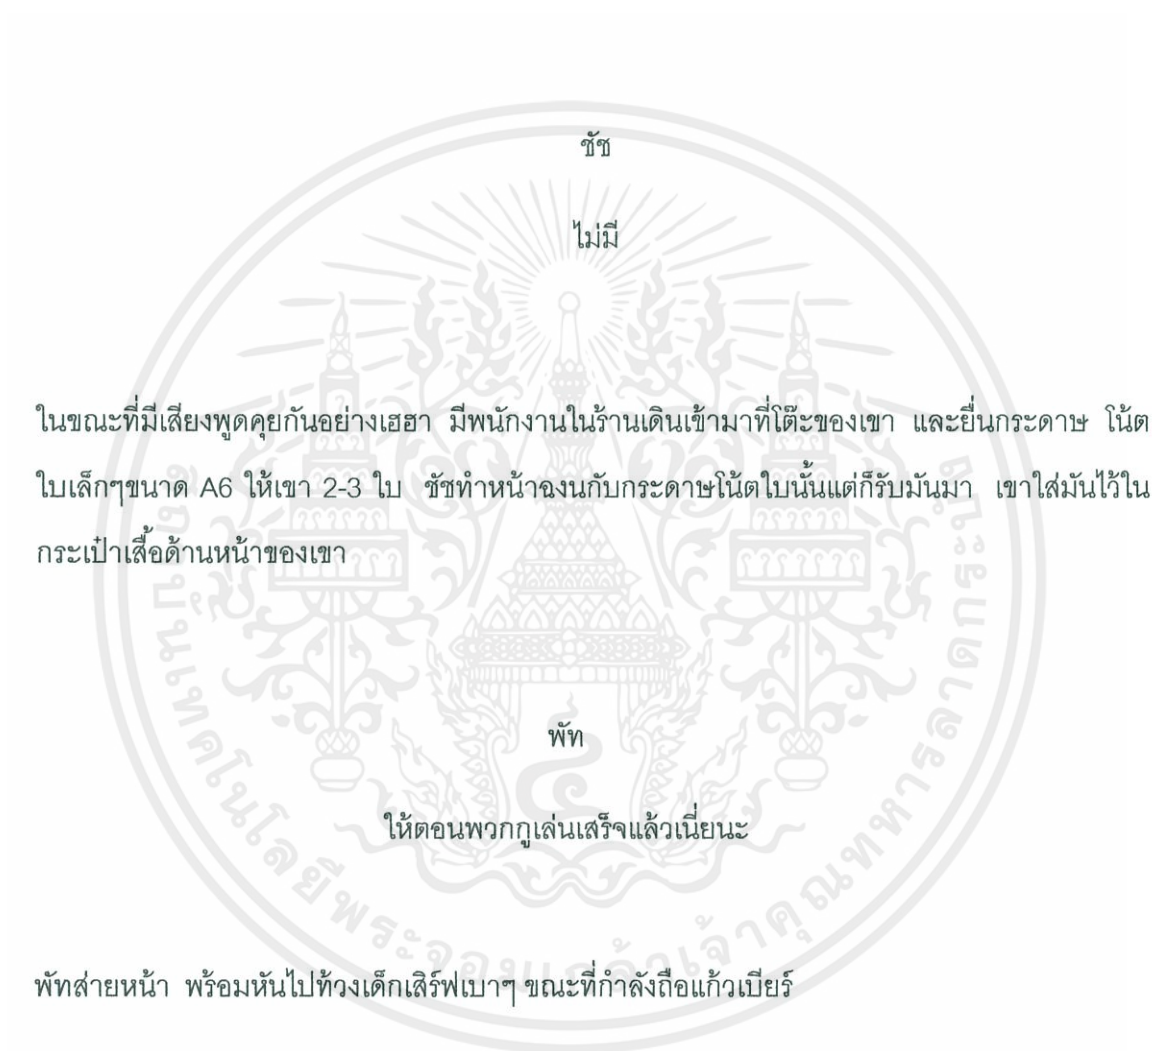 ชัช
ไม่มี
ในขณะที่มีเสียงพูดคุยกันอย่างเฮฮา มีพนักงานในร้านเดินเข้ามาที่โต๊ะของเขา และยื่นกระดาษ โน้ต
ใบเล็กๆขนาด A6 ให้เขา 2-3 ใบ ชัชทำหน้าฉงนกับกระดาษโน้ตใบนั้นแต่ก็รับมันมา เขาใส่มันไว้ใน
กระเป๋าเสื้อด้านหน้าของเขา
พัท
ให้ตอนพวกกูเล่นเสร็จแล้วเนี่ยนะ
พัทส่ายหน้า พร้อมหันไปท้วงเด็กเสิร์ฟเบาๆ ขณะที่กำลังถือแก้วเบียร์